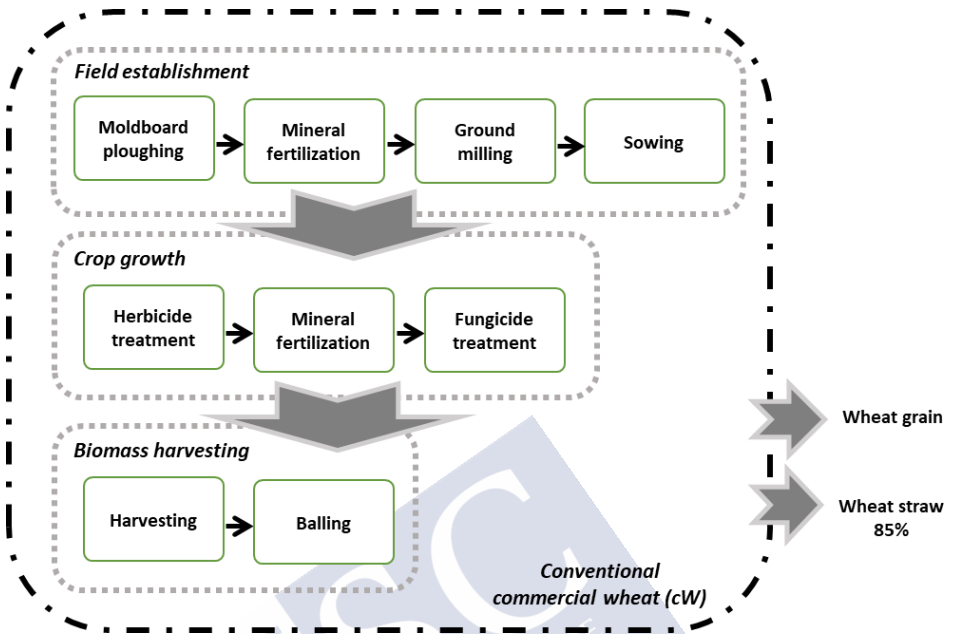 Field establishment
Moldboard
ploughing
Mineral
fertilization
Ground
milling
Sowing
Crop growth
Herbicide
treatment
Mineral
fertilization
Fungicide
treatment
Biomass harvesting
Harvesting
Balling
Wheat grain
Wheat straw
85%
Conventional
commercial wheat (cW)
SC